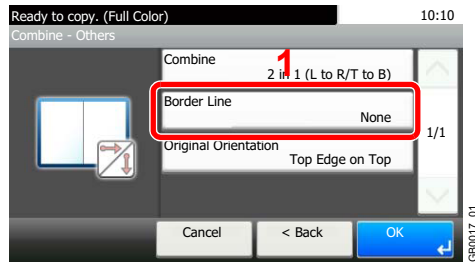 Ready to copy. (Full Color)
10:10
Combine - Others
Combine
1
2 in 1 (L to R/T to B)
Border Line
None
1/1
Original Orientation
Top Edge on Top
Cancel
< Back
OK
GB0017_01